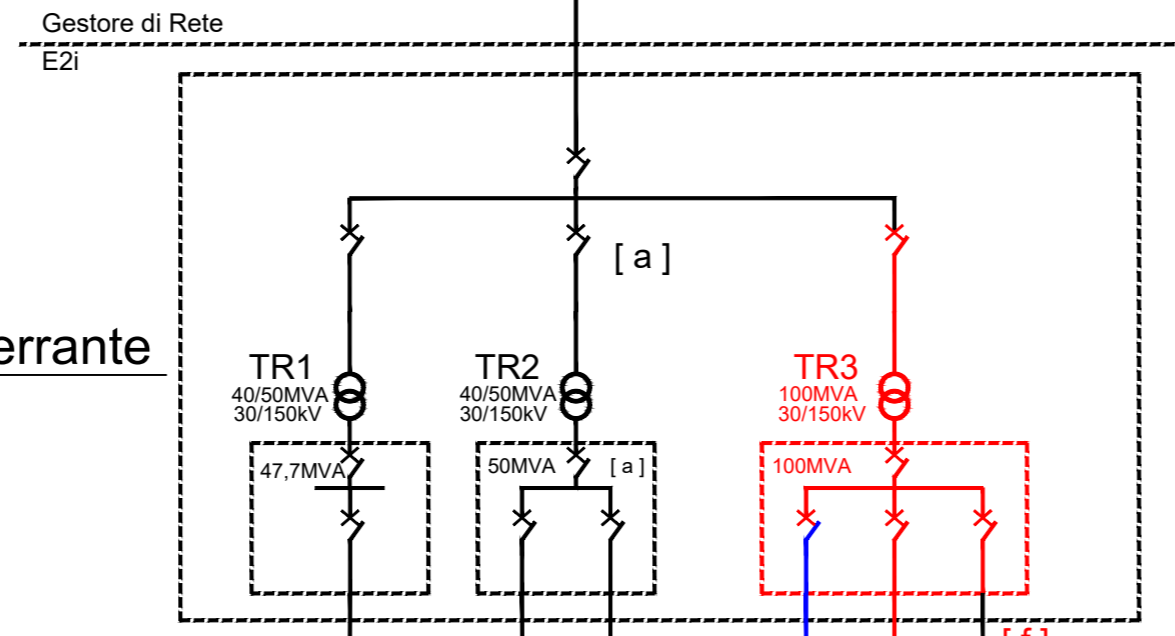 Gestore di Rete
E2i
[ a ]
errante
TR1
40/50MVA
30/150kV
TR2
40/50MVA
30/150kV
TR3
100MVA
30/150kV
47,7MVA
50MVA
[ a ]
100MVA
[ f ]